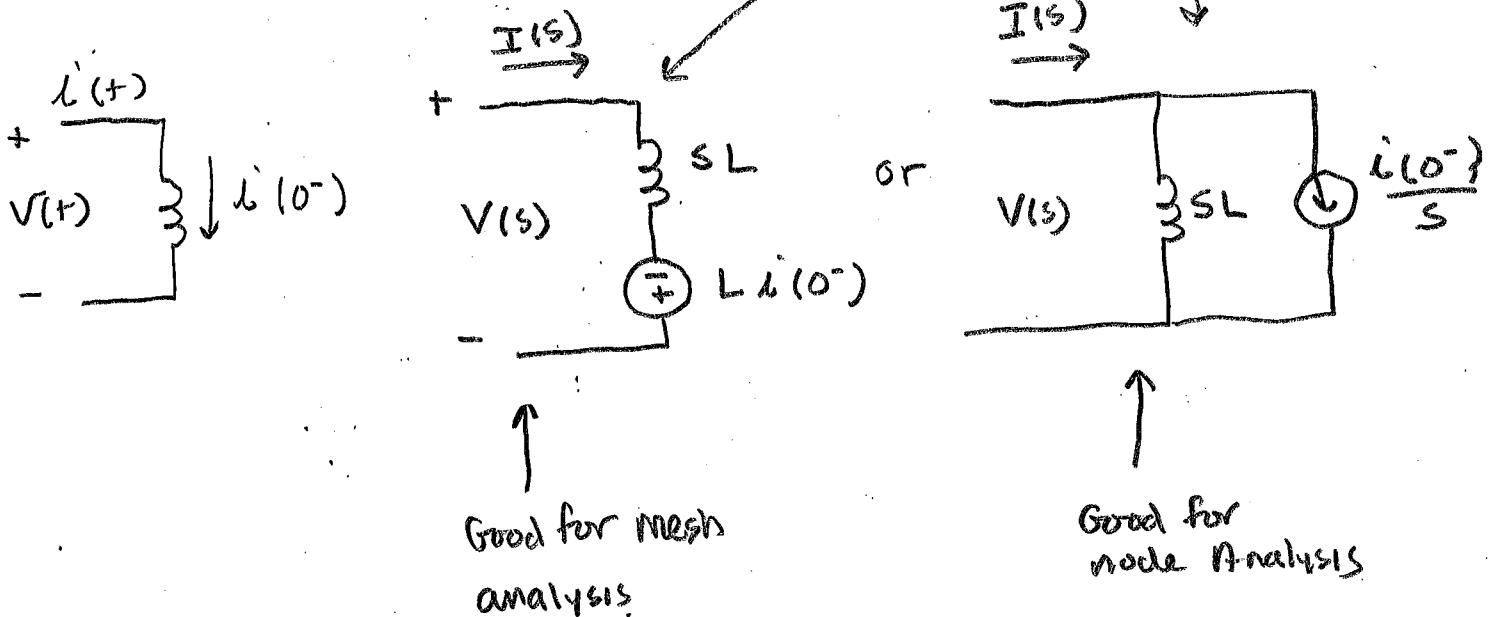 I(s)
I(s)
i(t)
+
+
sL
or
i(0-)
i(0-)
V(t)
V(s)
V(s)
sL
s
-
-
+
L i(0-)
-
Good for mesh
analysis
Good for
node Analysis